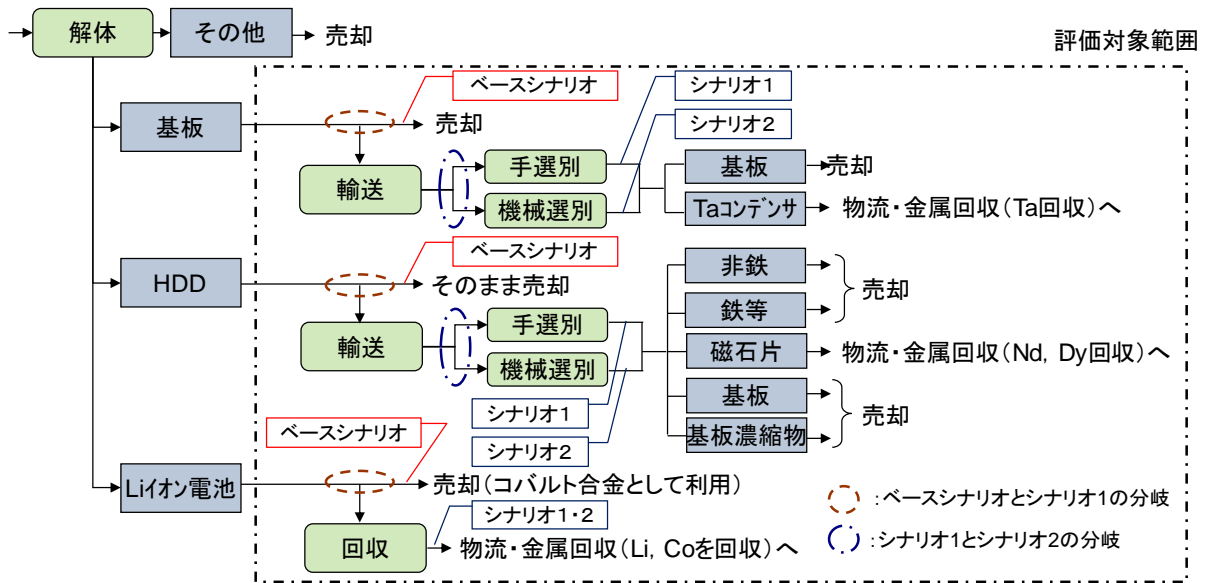 解体
その他
売却
評価対象範囲
ベースシナリオ
シナリオ1
シナリオ2
基板
売却
輸送
手選別
機械選別
基板
売却
Taコンデンサ
物流・金属回収(Ta回収)へ
ベースシナリオ
HDD
そのまま売却
輸送
手選別
機械選別
シナリオ1
シナリオ2
非鉄
鉄等
売却
磁石片
物流・金属回収(Nd, Dy回収)へ
基板
基板濃縮物
売却
ベースシナリオ
Liイオン電池
売却(コバルト合金として利用)
シナリオ1・2
回収
物流・金属回収(Li, Coを回収)へ
:ベースシナリオとシナリオ1の分岐
:シナリオ1とシナリオ2の分岐